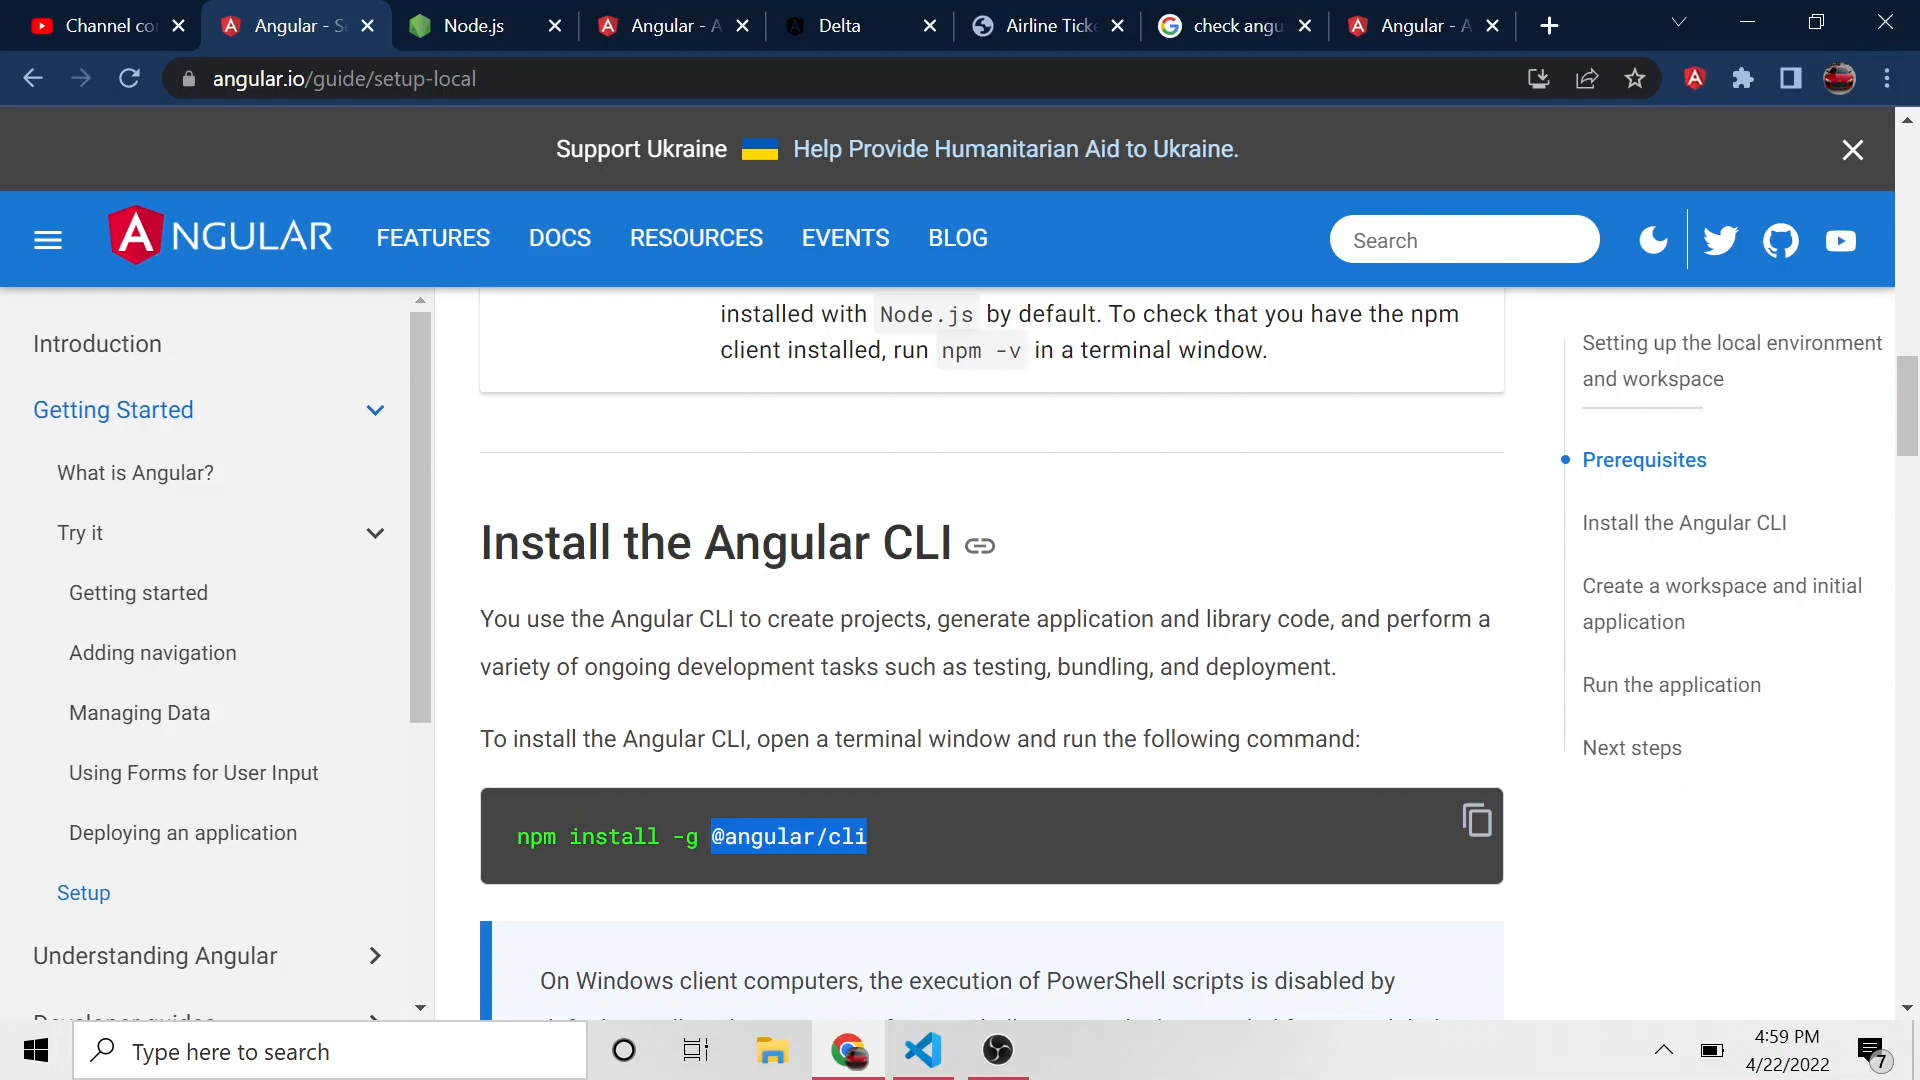 Channel co
Angular - S
Node.js
Angular - A
Delta
Airline Ticke
check angu
Angular - A
angular.io/guide/setup-local
Support Ukraine Help Provide Humanitarian Aid to Ukraine.
ANGULAR
FEATURES
DOCS
RESOURCES
EVENTS
BLOG
Search
Introduction
Getting Started
What is Angular?
Try it
Getting started
Adding navigation
Managing Data
Using Forms for User Input
Deploying an application
Setup
Understanding Angular
installed with Node.js by default. To check that you have the npm
client installed, run npm -v in a terminal window.
Install the Angular CLI
You use the Angular CLI to create projects, generate application and library code, and perform a
variety of ongoing development tasks such as testing, bundling, and deployment.
To install the Angular CLI, open a terminal window and run the following command:
npm install -g @angular/cli
On Windows client computers, the execution of PowerShell scripts is disabled by
Setting up the local environment
and workspace
Prerequisites
Install the Angular CLI
Create a workspace and initial
application
Run the application
Next steps
Type here to search
4:59 PM
4/22/2022
7